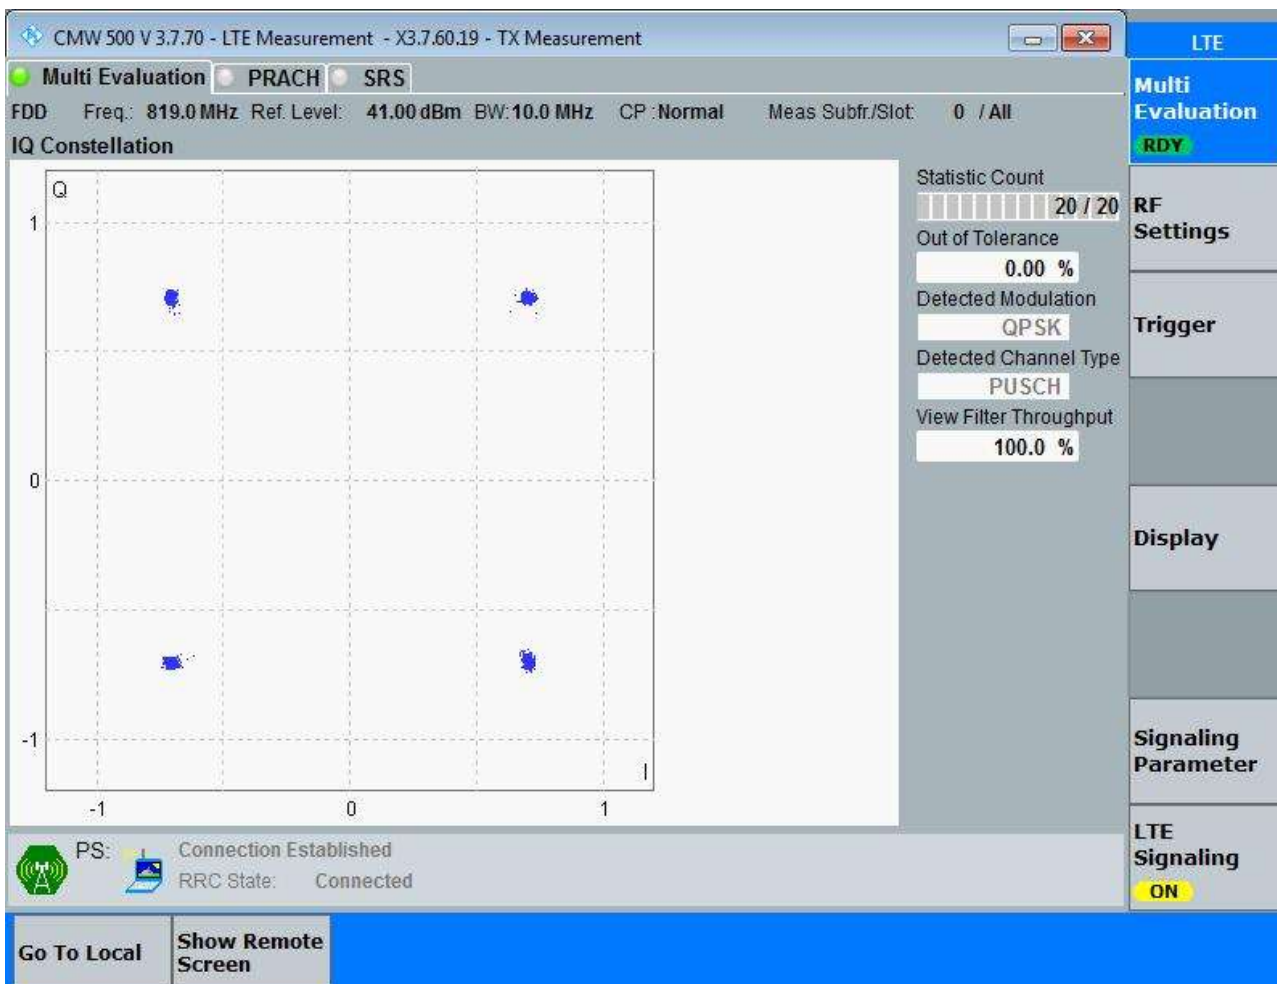 CMW 500 V 3.7.70 - LTE Measurement - X3.7.60.19 - TX Measurement
LTE
Multi Evaluation PRACH SRS
FDD Freq.: 819.0 MHz Ref. Level: 41.00 dBm BW: 10.0 MHz CP : Normal Meas Subfr./Slot: 0 / All
IQ Constellation
Q
1
0
-1
I
-1 0 1
Statistic Count
20 / 20
Out of Tolerance
0.00 %
Detected Modulation
QPSK
Detected Channel Type
PUSCH
View Filter Throughput
100.0 %
Multi
Evaluation
RDY
RF
Settings
Trigger
Display
Signaling
Parameter
LTE
Signaling
ON
PS: Connection Established
RRC State: Connected
Go To Local
Show Remote
Screen